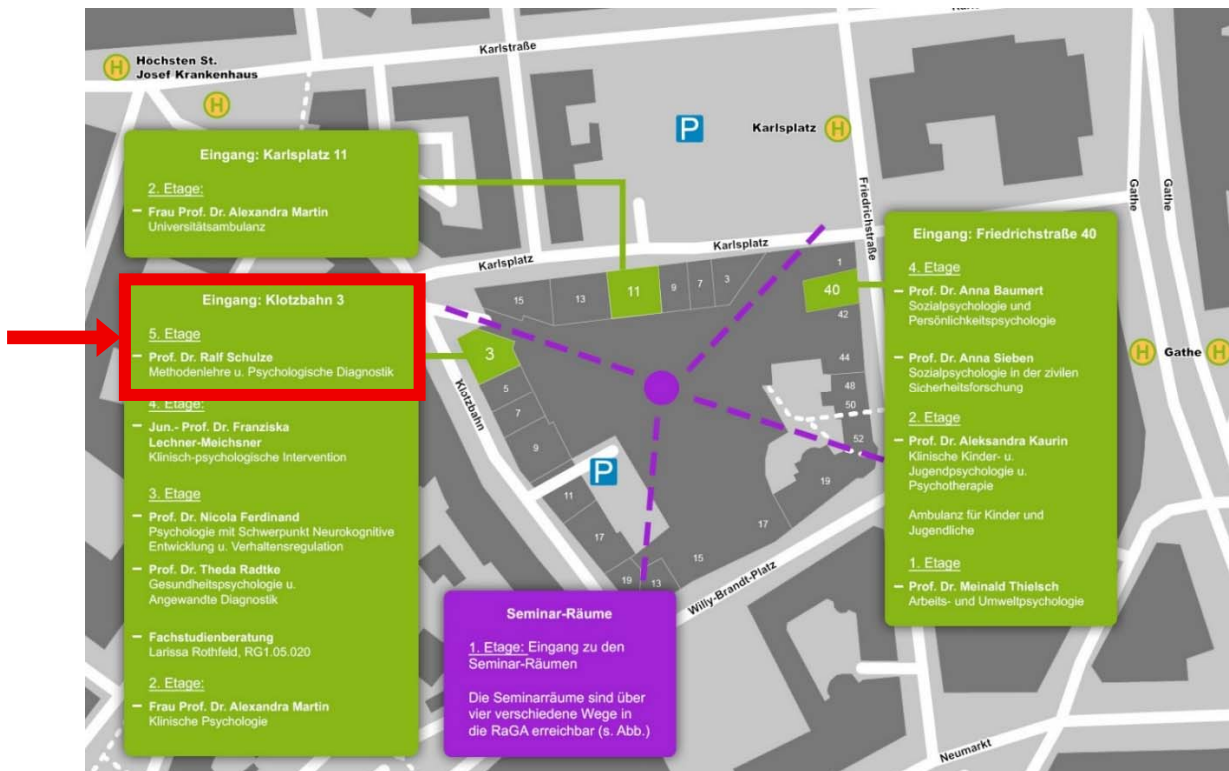 Karlstraße
Höchsten St.
Josef Krankenhaus
H
H
P
Karlsplatz H
Friedrichstraße
Gathe
Gathe
Eingang: Karlsplatz 11
2. Etage:
– Frau Prof. Dr. Alexandra Martin
Universitätsambulanz
Karlsplatz
Karlsplatz
15
13
11
9
7
3
1
40
42
44
48
50
52
19
17
15
13
19
17
11
9
7
5
3
Klotzbahn
P
Willy-Brandt-Platz
H Gathe H
Neumarkt
Eingang: Klotzbahn 3
5. Etage
– Prof. Dr. Ralf Schulze
Methodenlehre u. Psychologische Diagnostik
4. Etage:
– Jun.- Prof. Dr. Franziska
Lechner-Meichsner
Klinisch-psychologische Intervention
3. Etage
– Prof. Dr. Nicola Ferdinand
Psychologie mit Schwerpunkt Neurokognitive
Entwicklung u. Verhaltensregulation
– Prof. Dr. Theda Radtke
Gesundheitspsychologie u.
Angewandte Diagnostik
– Fachstudienberatung
Larissa Rothfeld, RG1.05.020
2. Etage:
– Frau Prof. Dr. Alexandra Martin
Klinische Psychologie
Seminar-Räume
1. Etage: Eingang zu den
Seminar-Räumen
Die Seminarräume sind über
vier verschiedene Wege in
die RaGA erreichbar (s. Abb.)
Eingang: Friedrichstraße 40
4. Etage
– Prof. Dr. Anna Baumert
Sozialpsychologie und
Persönlichkeitspsychologie
– Prof. Dr. Anna Sieben
Sozialpsychologie in der zivilen
Sicherheitsforschung
2. Etage
– Prof. Dr. Aleksandra Kaurin
Klinische Kinder- u.
Jugendpsychologie u.
Psychotherapie
Ambulanz für Kinder und
Jugendliche
1. Etage
– Prof. Dr. Meinald Thielsch
Arbeits- und Umweltpsychologie